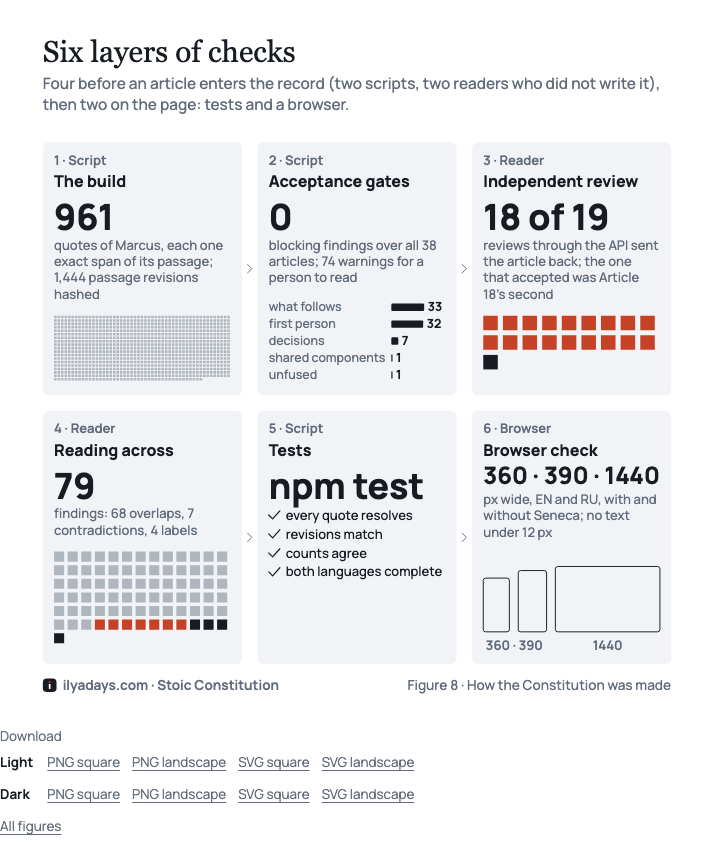 Six layers of checks
Four before an article enters the record (two scripts, two readers who did not write it),
then two on the page: tests and a browser.
1 · Script
The build
961
quotes of Marcus, each one
exact span of its passage;
1,444 passage revisions
hashed
2 · Script
Acceptance gates
0
blocking findings over all 38
articles; 74 warnings for a
person to read
what follows 33
first person 32
decisions 7
shared components 1
unfused 1
3 · Reader
Independent review
18 of 19
reviews through the API sent
the article back; the one
that accepted was Article
18's second
4 · Reader
Reading across
79
findings: 68 overlaps, 7
contradictions, 4 labels
5 · Script
Tests
npm test
every quote resolves
revisions match
counts agree
both languages complete
6 · Browser
Browser check
360 · 390 · 1440
px wide, EN and RU, with and
without Seneca; no text
under 12 px
360 · 390 1440
ilyadays.com · Stoic Constitution
Figure 8 · How the Constitution was made
Download
Light PNG square PNG landscape SVG square SVG landscape
Dark PNG square PNG landscape SVG square SVG landscape
All figures